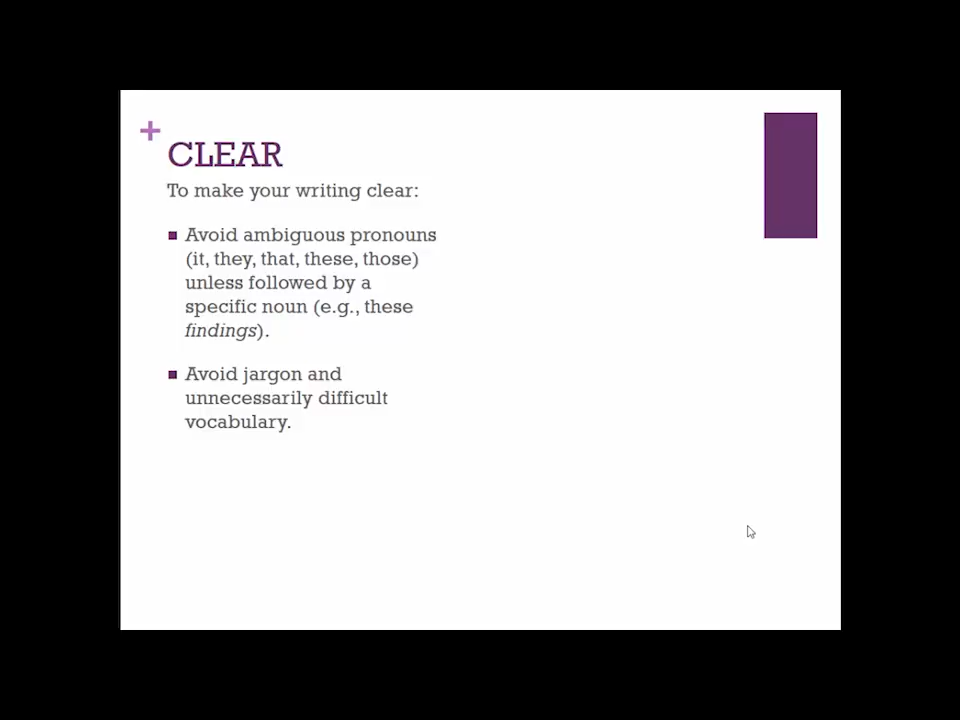 +
CLEAR
To make your writing clear:
■ Avoid ambiguous pronouns
(it, they, that, these, those)
unless followed by a
specific noun (e.g., these
findings).
■ Avoid jargon and
unnecessarily difficult
vocabulary.